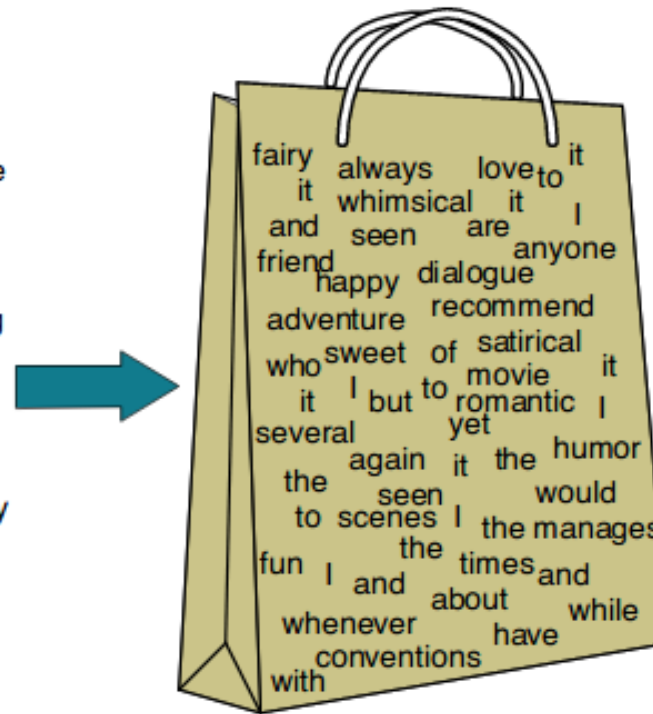 fairy always love to it
it whimsical it I
and seen are anyone
friend happy dialogue
adventure recommend
who sweet of satirical it
it I but to movie romantic I
several yet
again it the humor
the seen would
to scenes I the manages
the times and
fun I and
about while
whenever have
conventions
with